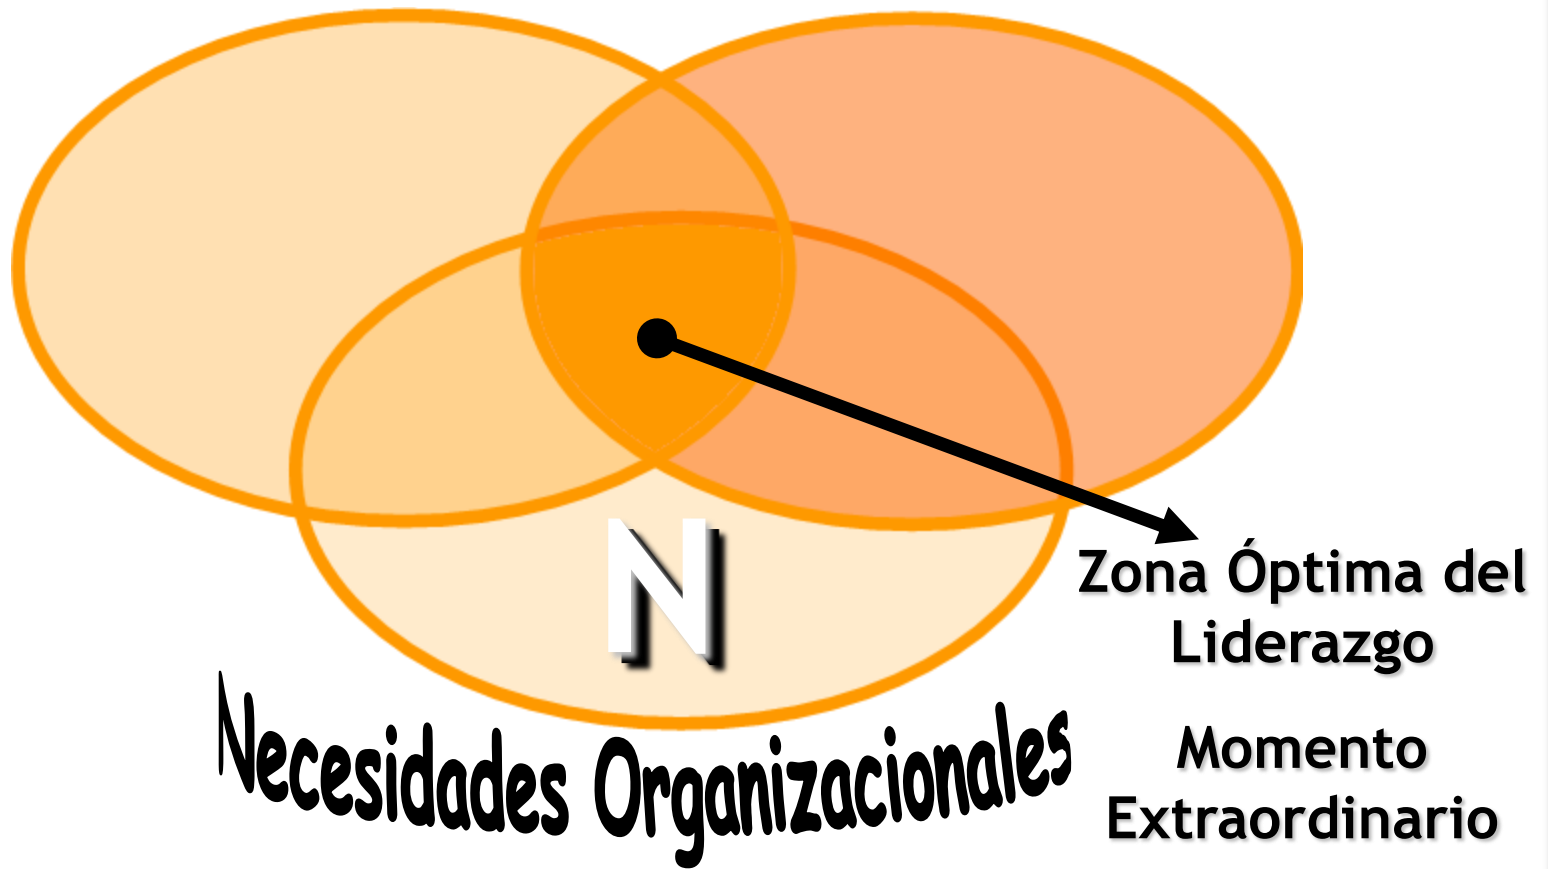 N
Necesidades Organizacionales
Zona Óptima del
Liderazgo
Momento
Extraordinario